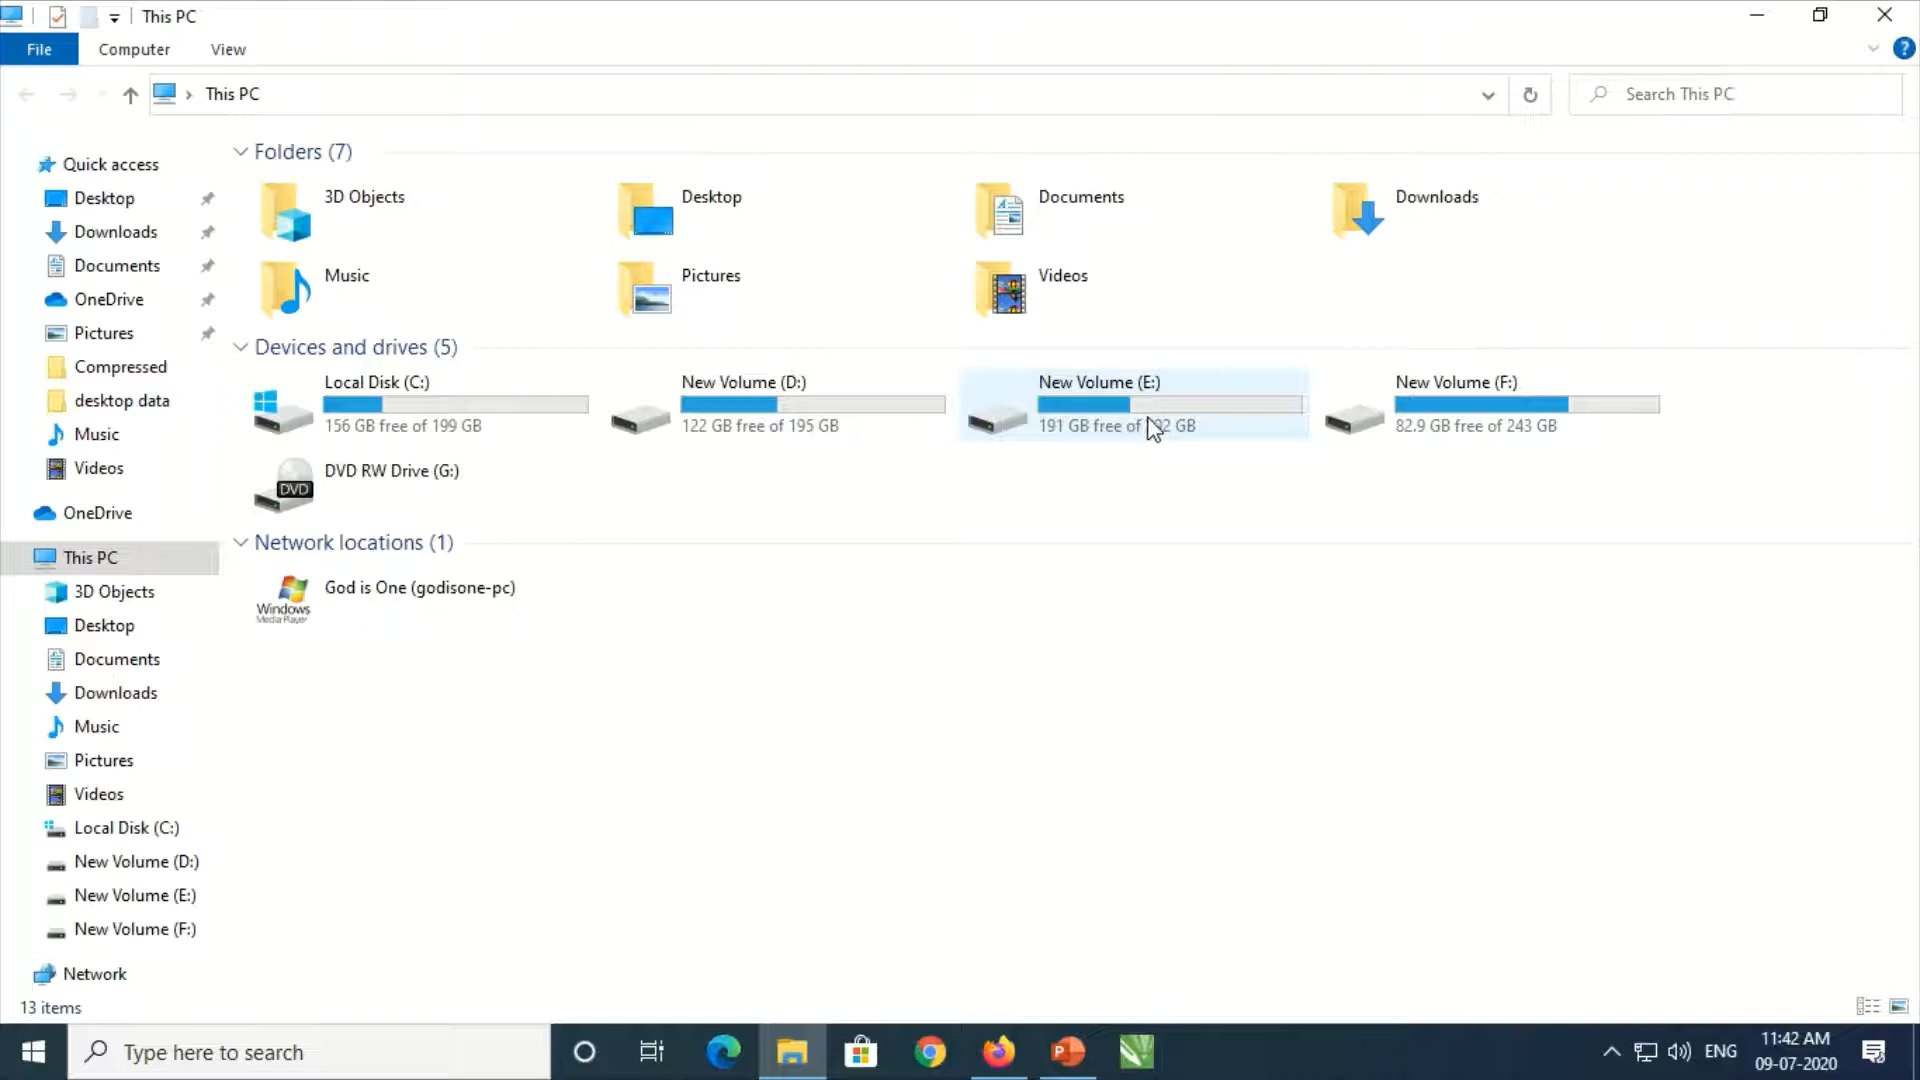 This PC
File Computer View
This PC
Search This PC
Quick access
Desktop
Downloads
Documents
OneDrive
Pictures
Compressed
desktop data
Music
Videos
OneDrive
This PC
3D Objects
Desktop
Documents
Downloads
Music
Pictures
Videos
Local Disk (C:)
New Volume (D:)
New Volume (E:)
New Volume (F:)
Network
13 items
Folders (7)
3D Objects
Desktop
Documents
Downloads
Music
Pictures
Videos
Devices and drives (5)
Local Disk (C:)
156 GB free of 199 GB
New Volume (D:)
122 GB free of 195 GB
New Volume (E:)
191 GB free of GB
New Volume (F:)
82.9 GB free of 243 GB
DVD
DVD RW Drive (G:)
Network locations (1)
Windows
Media Player
God is One (godisone-pc)
Type here to search
ENG
11:42 AM
09-07-2020